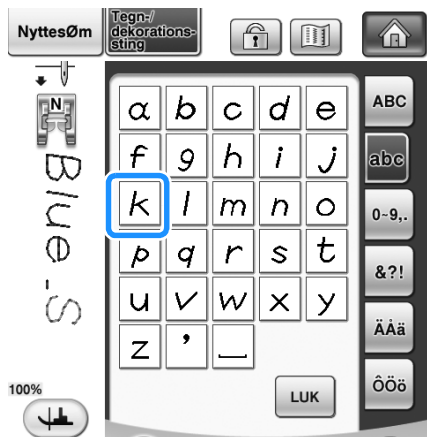 NyttesØm
Tegn-/
dekorations-
sting
N
Blue_S
100%
a b c d e
f g h i j
k l m n o
p q r s t
u v w x y
z ' _
LUK
ABC
abc
0~9,.
&?!
ÄÅä
ÔÖö